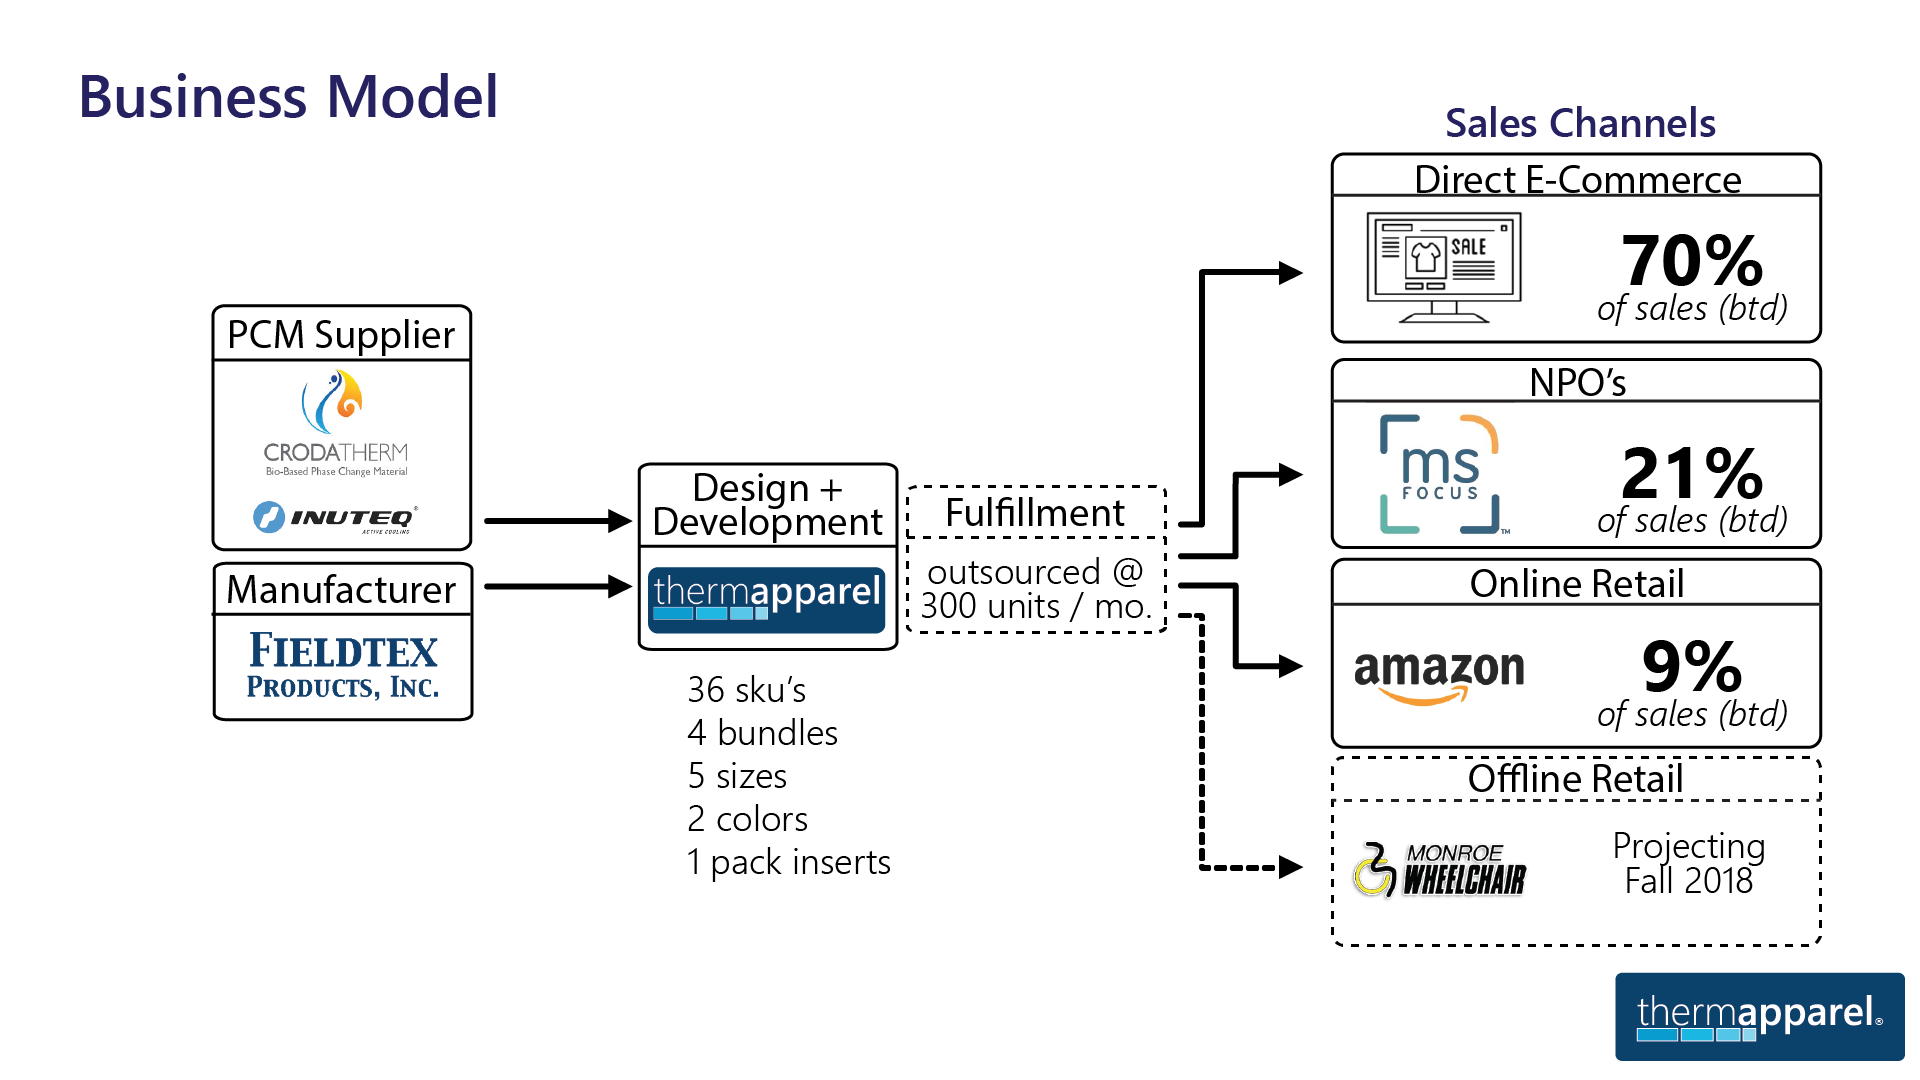 Business Model
Sales Channels
PCM Supplier
CRODATHERM
Bio-Based Phase Change Material
INUTEQ®
ACTIVE COOLING
Manufacturer
FIELDTEX
PRODUCTS, INC.
Design +
Development
thermapparel
36 sku’s
4 bundles
5 sizes
2 colors
1 pack inserts
Fulfillment
outsourced @
300 units / mo.
Direct E-Commerce
SALE
70%
of sales (btd)
NPO’s
ms
FOCUS
™
21%
of sales (btd)
Online Retail
amazon
9%
of sales (btd)
Offline Retail
MONROE
WHEELCHAIR
Projecting
Fall 2018
thermapparel®